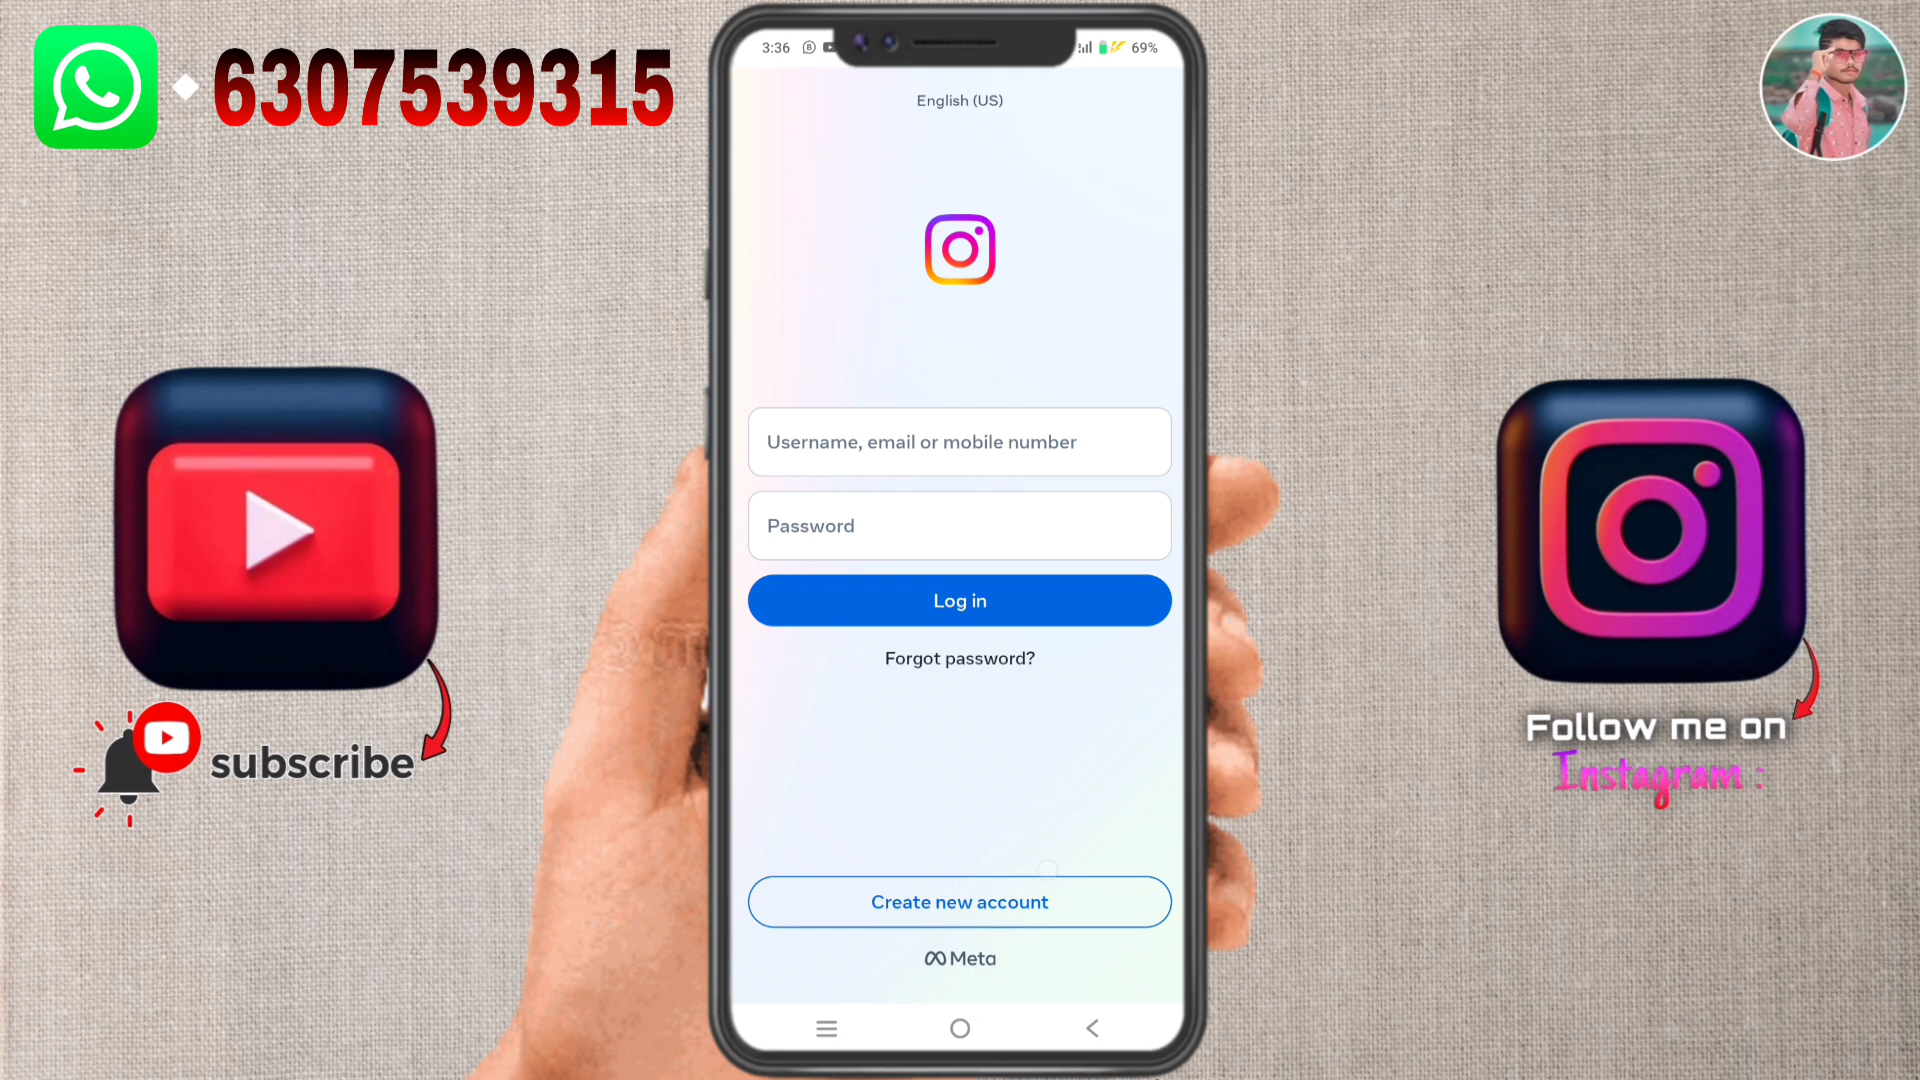 6307539315
3:36
69%
English (US)
Username, email or mobile number
Password
Log in
Forgot password?
subscribe
Follow me on
Instagram :
Create new account
Meta